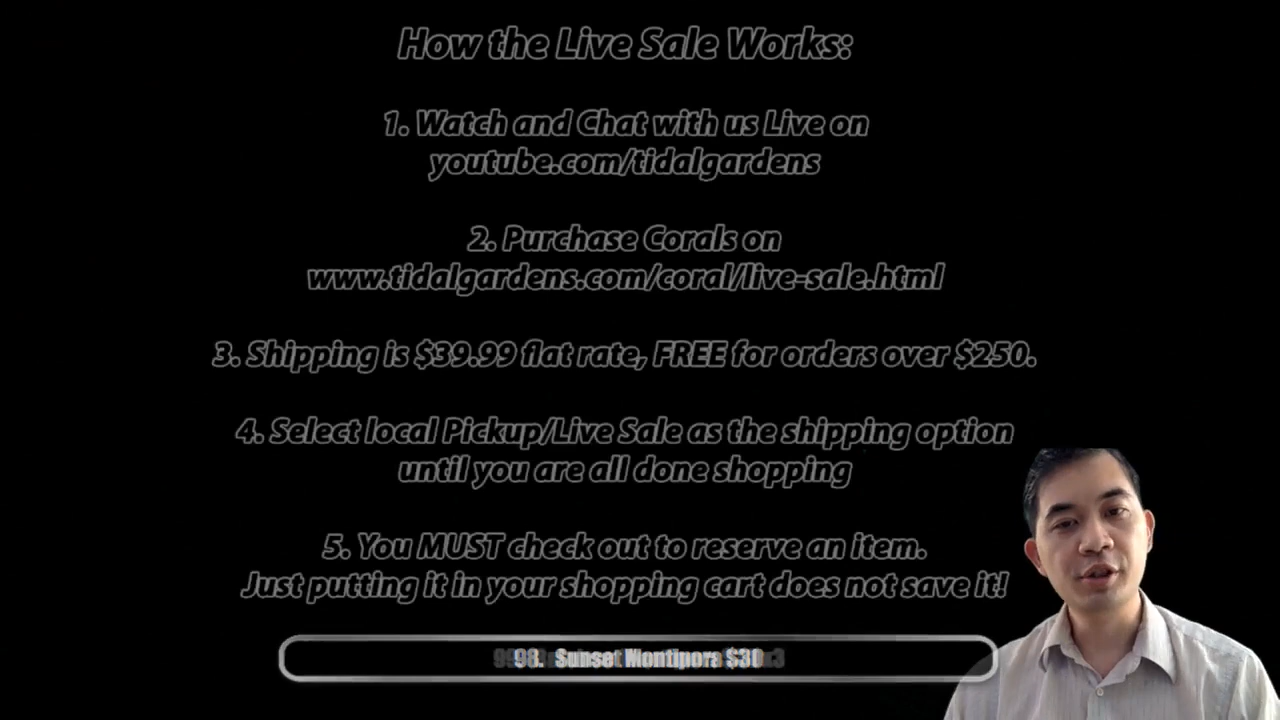 How the Live Sale Works:
1. Watch and Chat with us Live on
youtube.com/tidalgardens
2. Purchase Corals on
www.tidalgardens.com/coral/live-sale.html
3. Shipping is $39.99 flat rate, FREE for orders over $250.
4. Select local Pickup/Live Sale as the shipping option
until you are all done shopping
5. You MUST check out to reserve an item.
Just putting it in your shopping cart does not save it!
98. Sunset Montipora